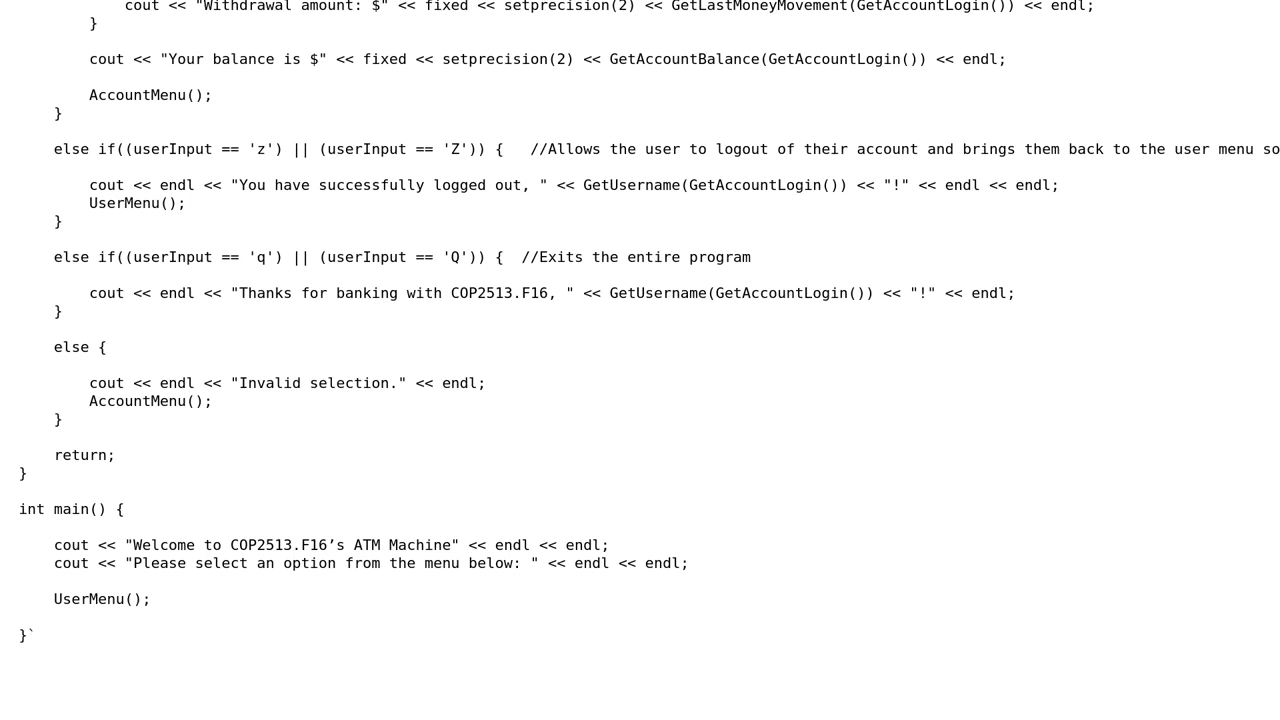 cout << "Withdrawal amount: $" << fixed << setprecision(2) << GetLastMoneyMovement(GetAccountLogin()) << endl;
        }

        cout << "Your balance is $" << fixed << setprecision(2) << GetAccountBalance(GetAccountLogin()) << endl;

        AccountMenu();
    }

    else if((userInput == 'z') || (userInput == 'Z')) {   //Allows the user to logout of their account and brings them back to the user menu so

        cout << endl << "You have successfully logged out, " << GetUsername(GetAccountLogin()) << "!" << endl << endl;
        UserMenu();
    }

    else if((userInput == 'q') || (userInput == 'Q')) {  //Exits the entire program

        cout << endl << "Thanks for banking with COP2513.F16, " << GetUsername(GetAccountLogin()) << "!" << endl;
    }

    else {

        cout << endl << "Invalid selection." << endl;
        AccountMenu();
    }

    return;
}

int main() {

    cout << "Welcome to COP2513.F16’s ATM Machine" << endl << endl;
    cout << "Please select an option from the menu below: " << endl << endl;

    UserMenu();

}`